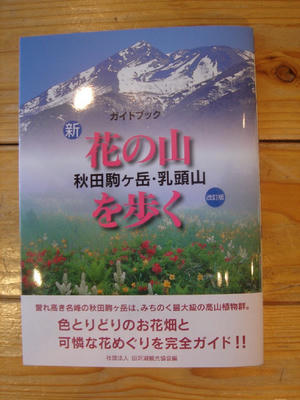 ガイドブック
新
花の山
秋田駒ヶ岳・乳頭山
を歩く
改訂版
誉れ高き名峰の秋田駒ヶ岳は、みちのく最大級の高山植物群。
色とりどりのお花畑と
可憐な花めぐりを完全ガイド!!
社団法人 田沢湖観光協会編